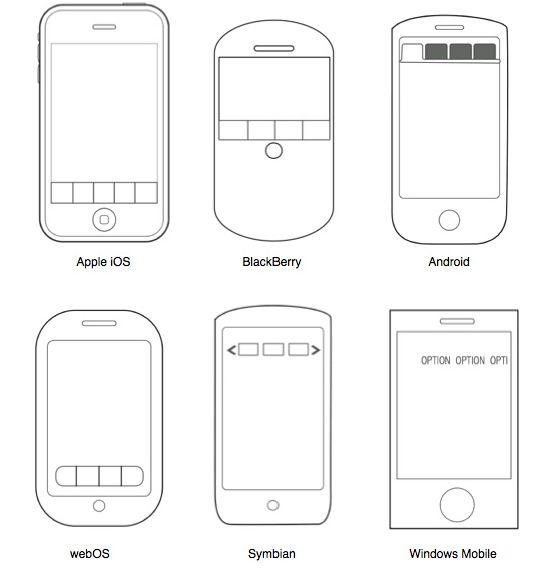 Apple iOS
BlackBerry
Android
OPTION OPTION OPTI
webOS
Symbian
Windows Mobile